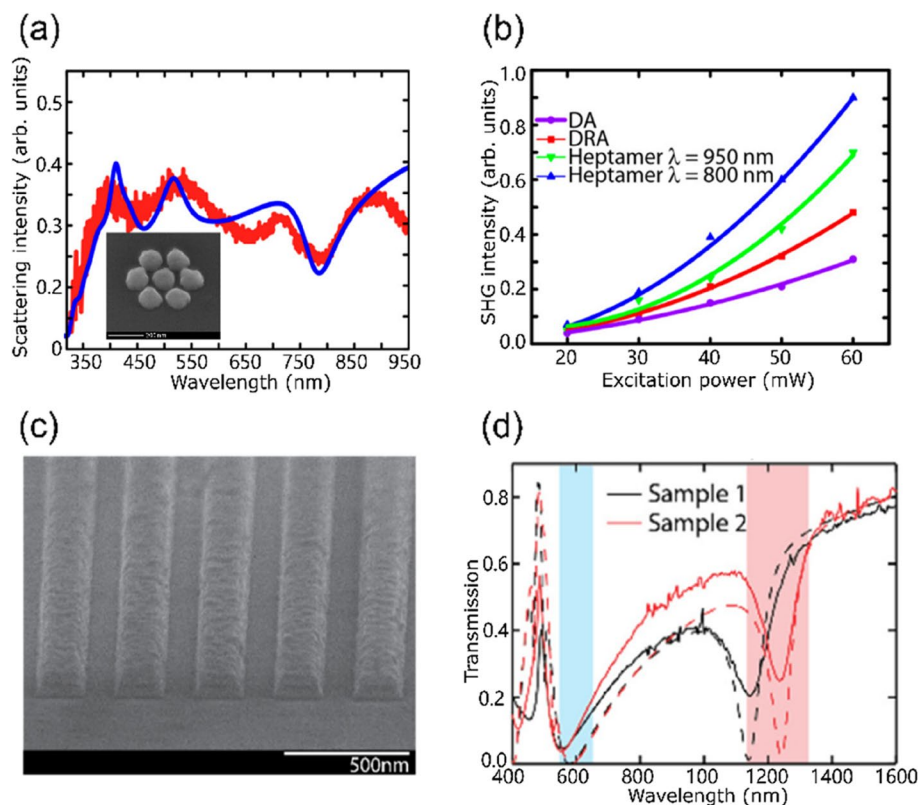 (a)
Scattering intensity (arb. units)
0.5
0.4
0.3
0.2
0
350 450 550 650 750 850 950
Wavelength (nm)
(b)
SHG intensity (arb. units)
1.0
0.8
0.6
0.4
0.2
0.0
DA
DRA
Heptamer λ = 950 nm
Heptamer λ = 800 nm
20 30 40 50 60
Excitation power (mW)
(c)
500nm
(d)
Transmission
0.8
0.6
0.4
0.2
0.0
Sample 1
Sample 2
400 600 800 100 1200 1400 1600
Wavelength (nm)